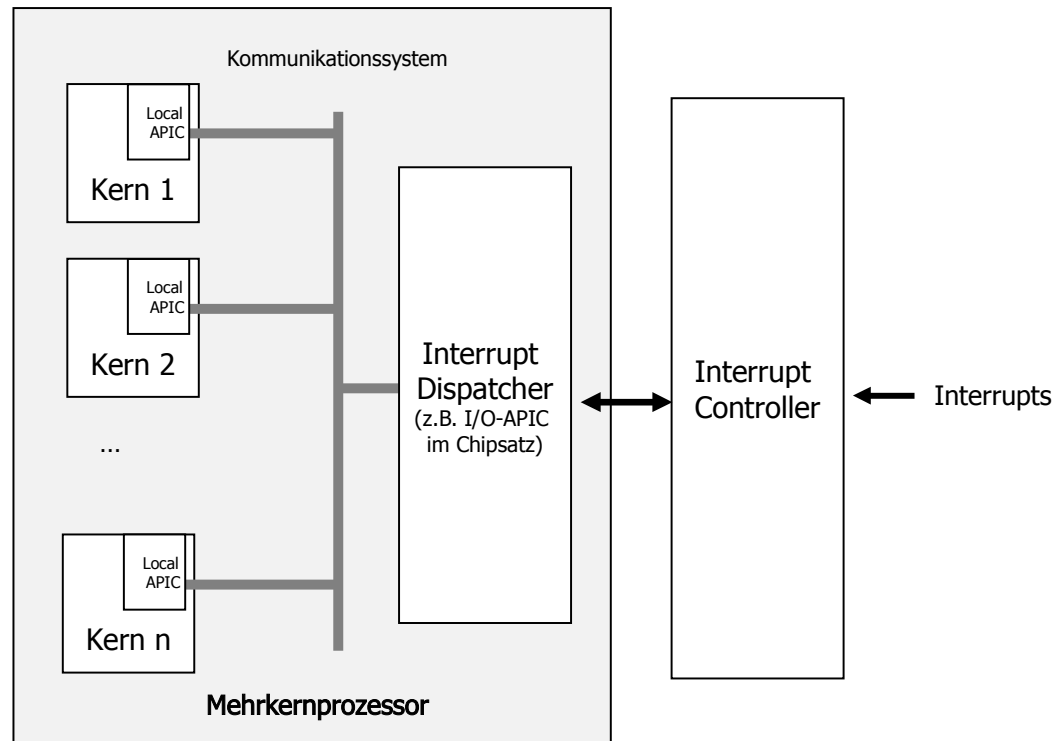 Kommunikationssystem
Local
APIC
Kern 1
Local
APIC
Kern 2
...
Local
APIC
Kern n
Interrupt
Dispatcher
(z.B. I/O-APIC
im Chipsatz)
Interrupt
Controller
Interrupts
Mehrkernprozessor